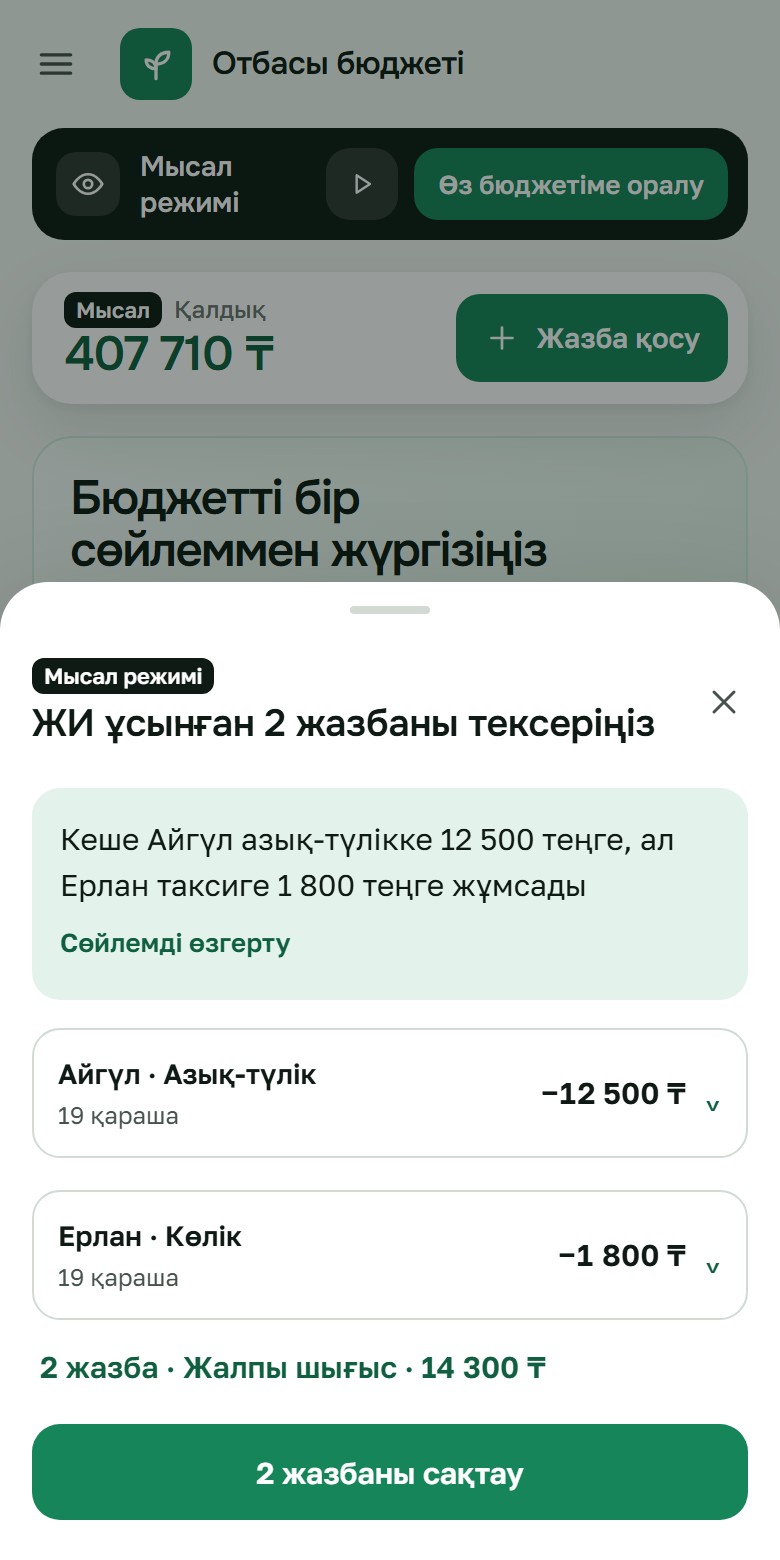 Отбасы бюджеті
Мысал
режимі
Өз бюджетіме оралу
Мысал Қалдық
407 710 ₸
Жазба қосу
Бюджетті бір
сөйлеммен жүргізіңіз
Мысал режимі
ЖИ ұсынған 2 жазбаны тексеріңіз
Кеше Айгүл азық-түлікке 12 500 теңге, ал
Ерлан таксиге 1 800 теңге жұмсады
Сөйлемді өзгерту
Айгүл · Азық-түлік
19 қараша
−12 500 ₸
Ерлан · Көлік
19 қараша
−1 800 ₸
2 жазба · Жалпы шығыс · 14 300 ₸
2 жазбаны сақтау